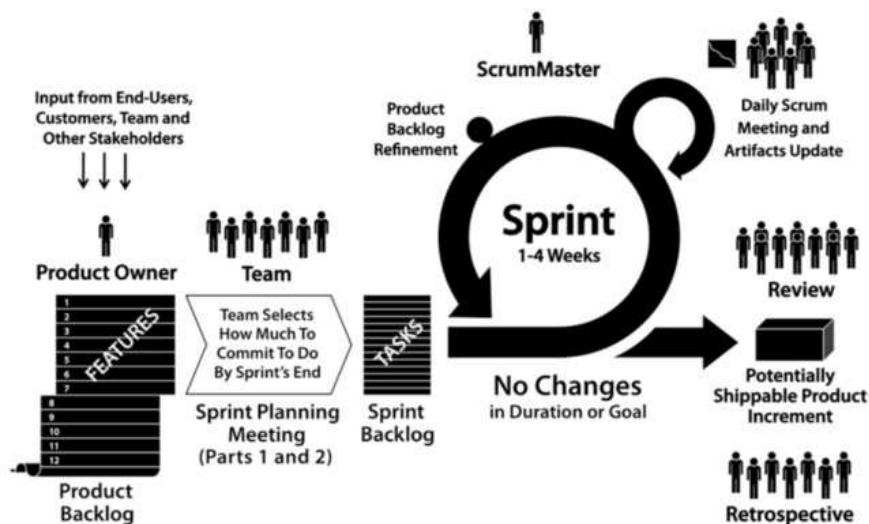 Input from End-Users,
Customers, Team and
Other Stakeholders
Product Owner
1
2
3
4
5
6
7
FEATURES
8
9
10
11
12
Product
Backlog
Team
Team Selects
How Much To
Commit To Do
By Sprint's End
Sprint Planning
Meeting
(Parts 1 and 2)
TASKS
Sprint
Backlog
ScrumMaster
Product
Backlog
Refinement
Sprint
1-4 Weeks
No Changes
in Duration or Goal
Daily Scrum
Meeting and
Artifacts Update
Review
Potentially
Shippable Product
Increment
Retrospective